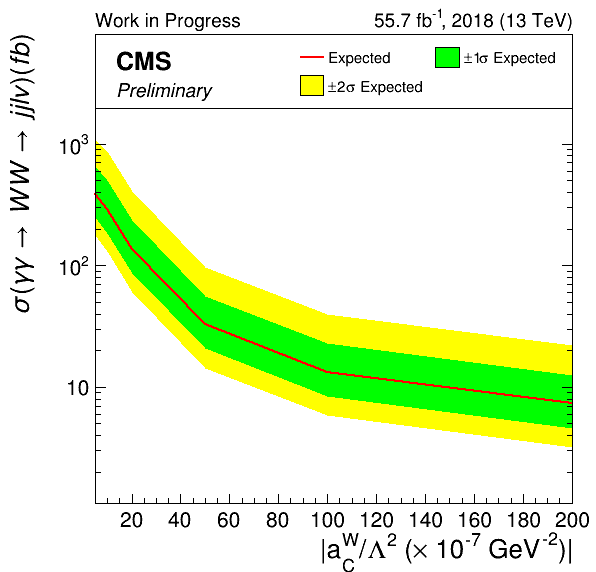 Work in Progress 55.7 fb⁻¹, 2018 (13 TeV)
CMS
Preliminary
Expected
±1σ Expected
±2σ Expected
σ(γγ → WW → jjlν)(fb)
10³
10²
10
20 40 60 80 100 120 140 160 180 200
|a_C^W/Λ² (× 10⁻⁷ GeV⁻²)|